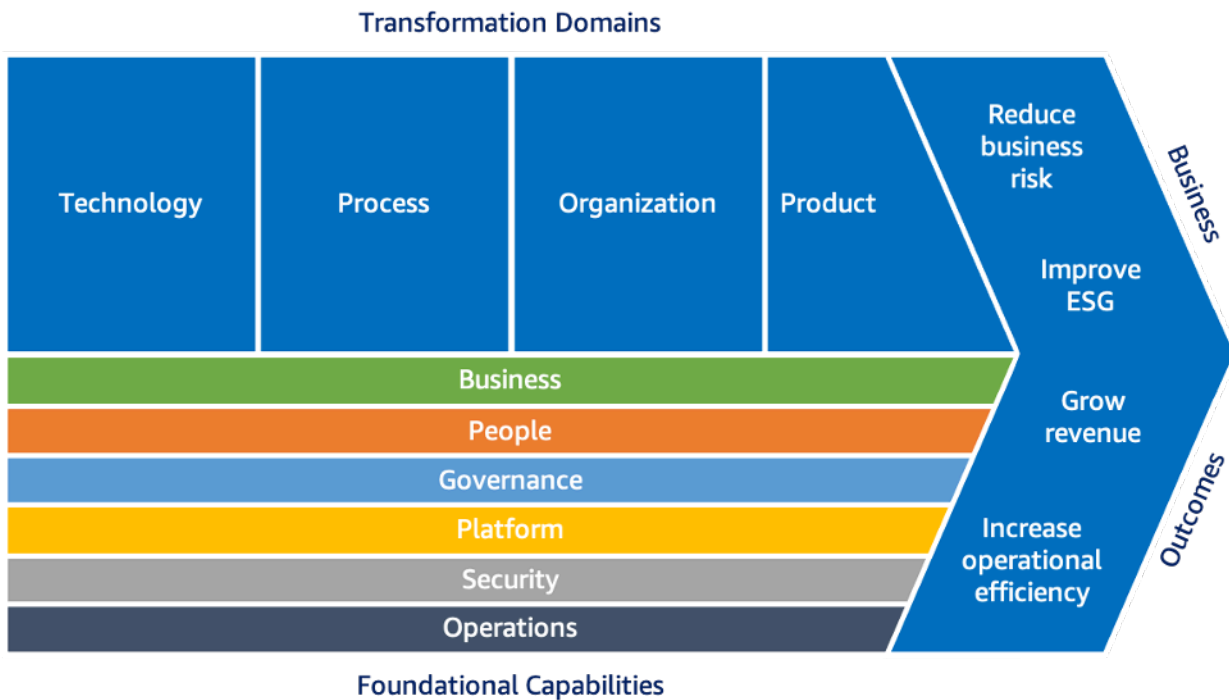 Transformation Domains
Technology
Process
Organization
Product
Reduce
business
risk
Improve
ESG
Grow
revenue
Increase
operational
efficiency
Business
Outcomes
Business
People
Governance
Platform
Security
Operations
Foundational Capabilities